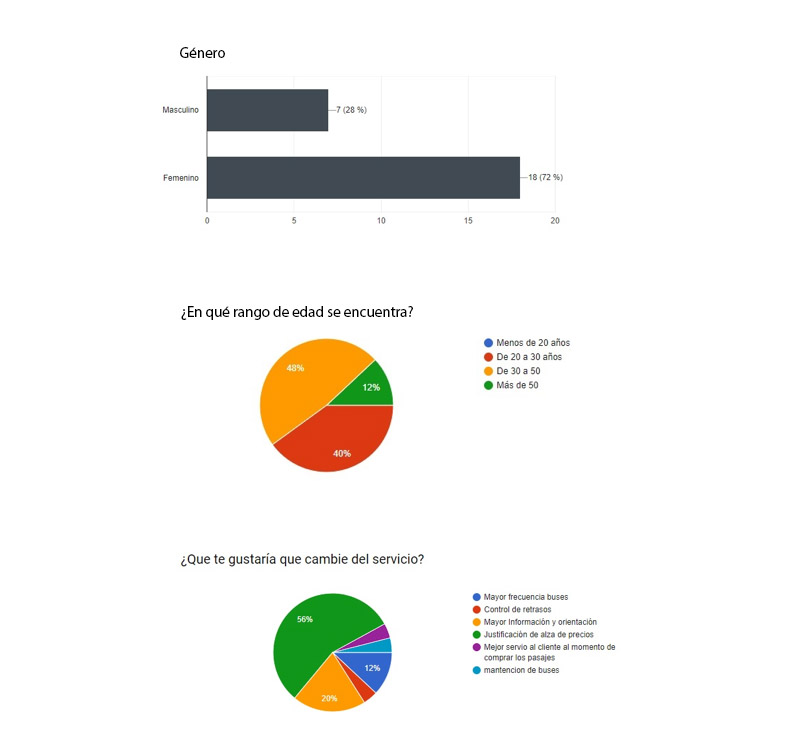 Género
Masculino
7 (28 %)
Femenino
18 (72 %)
0 5 10 15 20
¿En qué rango de edad se encuentra?
48%
12%
40%
Menos de 20 años
De 20 a 30 años
De 30 a 50
Más de 50
¿Que te gustaría que cambie del servicio?
56%
12%
20%
Mayor frecuencia buses
Control de retrasos
Mayor Información y orientación
Justificación de alza de precios
Mejor servio al cliente al momento de
comprar los pasajes
mantencion de buses